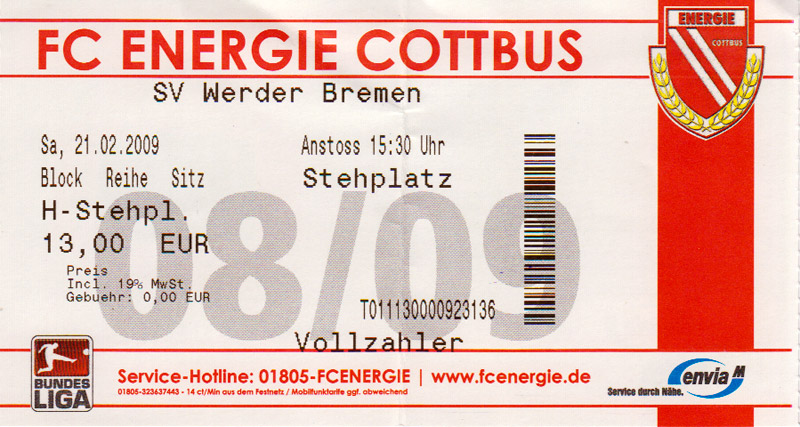 FC ENERGIE COTTBUS
ENERGIE
COTTBUS
SV Werder Bremen
Sa, 21.02.2009 Anstoss 15:30 Uhr
Block Reihe Sitz Stehplatz
H-Stehpl.
13,00 EUR
08/09
Preis
Incl. 19% MwSt.
Gebuehr: 0,00 EUR
T011130000923136
Vollzahler
BUNDES
LIGA
Service-Hotline: 01805-FCENERGIE | www.fcenergie.de
01805-323637443 - 14 ct/Min aus dem Festnetz / Mobilfunktarife ggf. abweichend
envia M
Service durch Nähe.